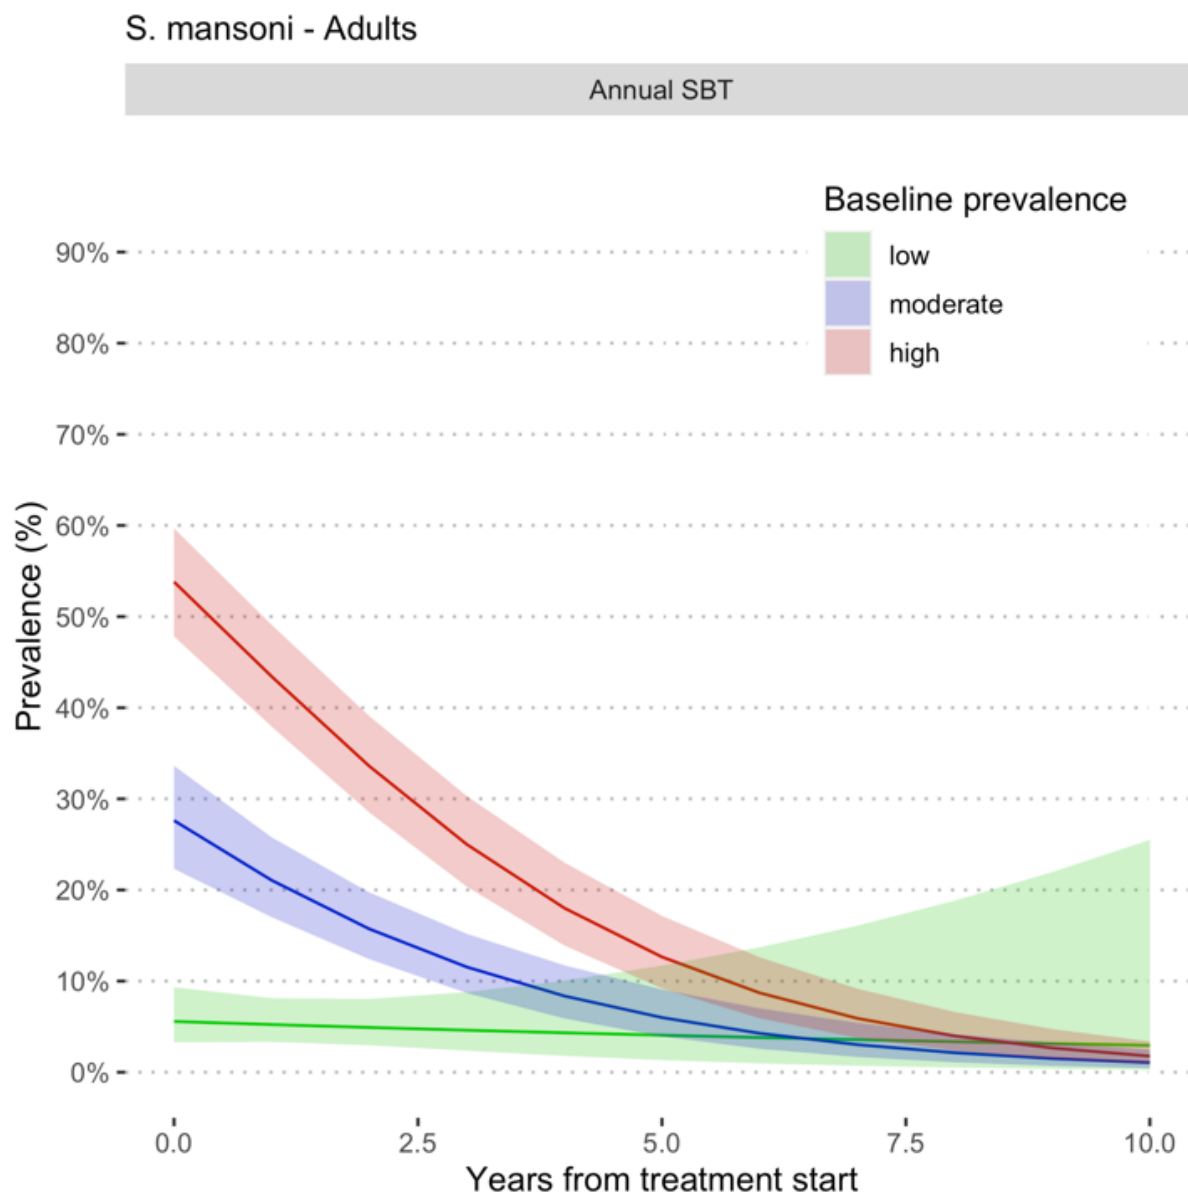 S. mansoni - Adults
Annual SBT
Baseline prevalence
low
moderate
high
Prevalence (%)
90%
80%
70%
60%
50%
40%
30%
20%
10%
0%
0.0 2.5 5.0 7.5 10.0
Years from treatment start